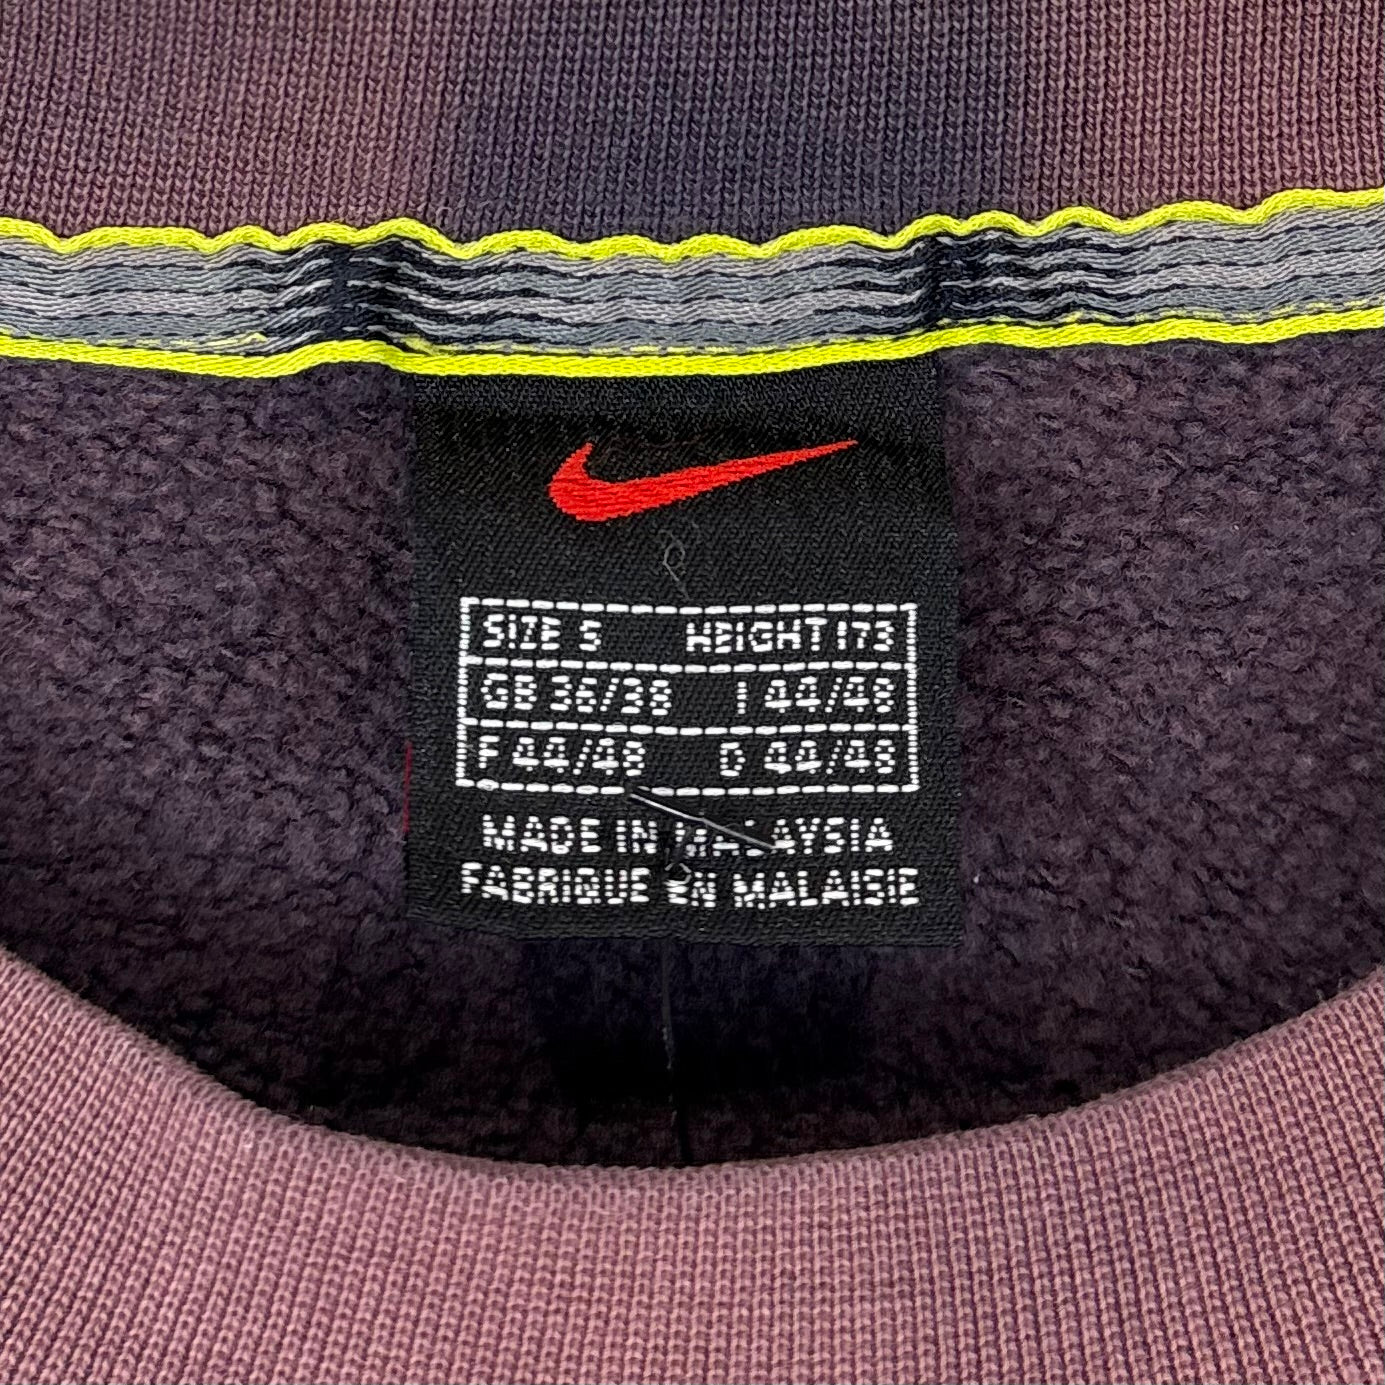 SIZE S HEIGHT 173
GB 36/38 I 44/48
F 44/48 D 44/48
MADE IN MALAYSIA
FABRIQUE EN MALAISIE